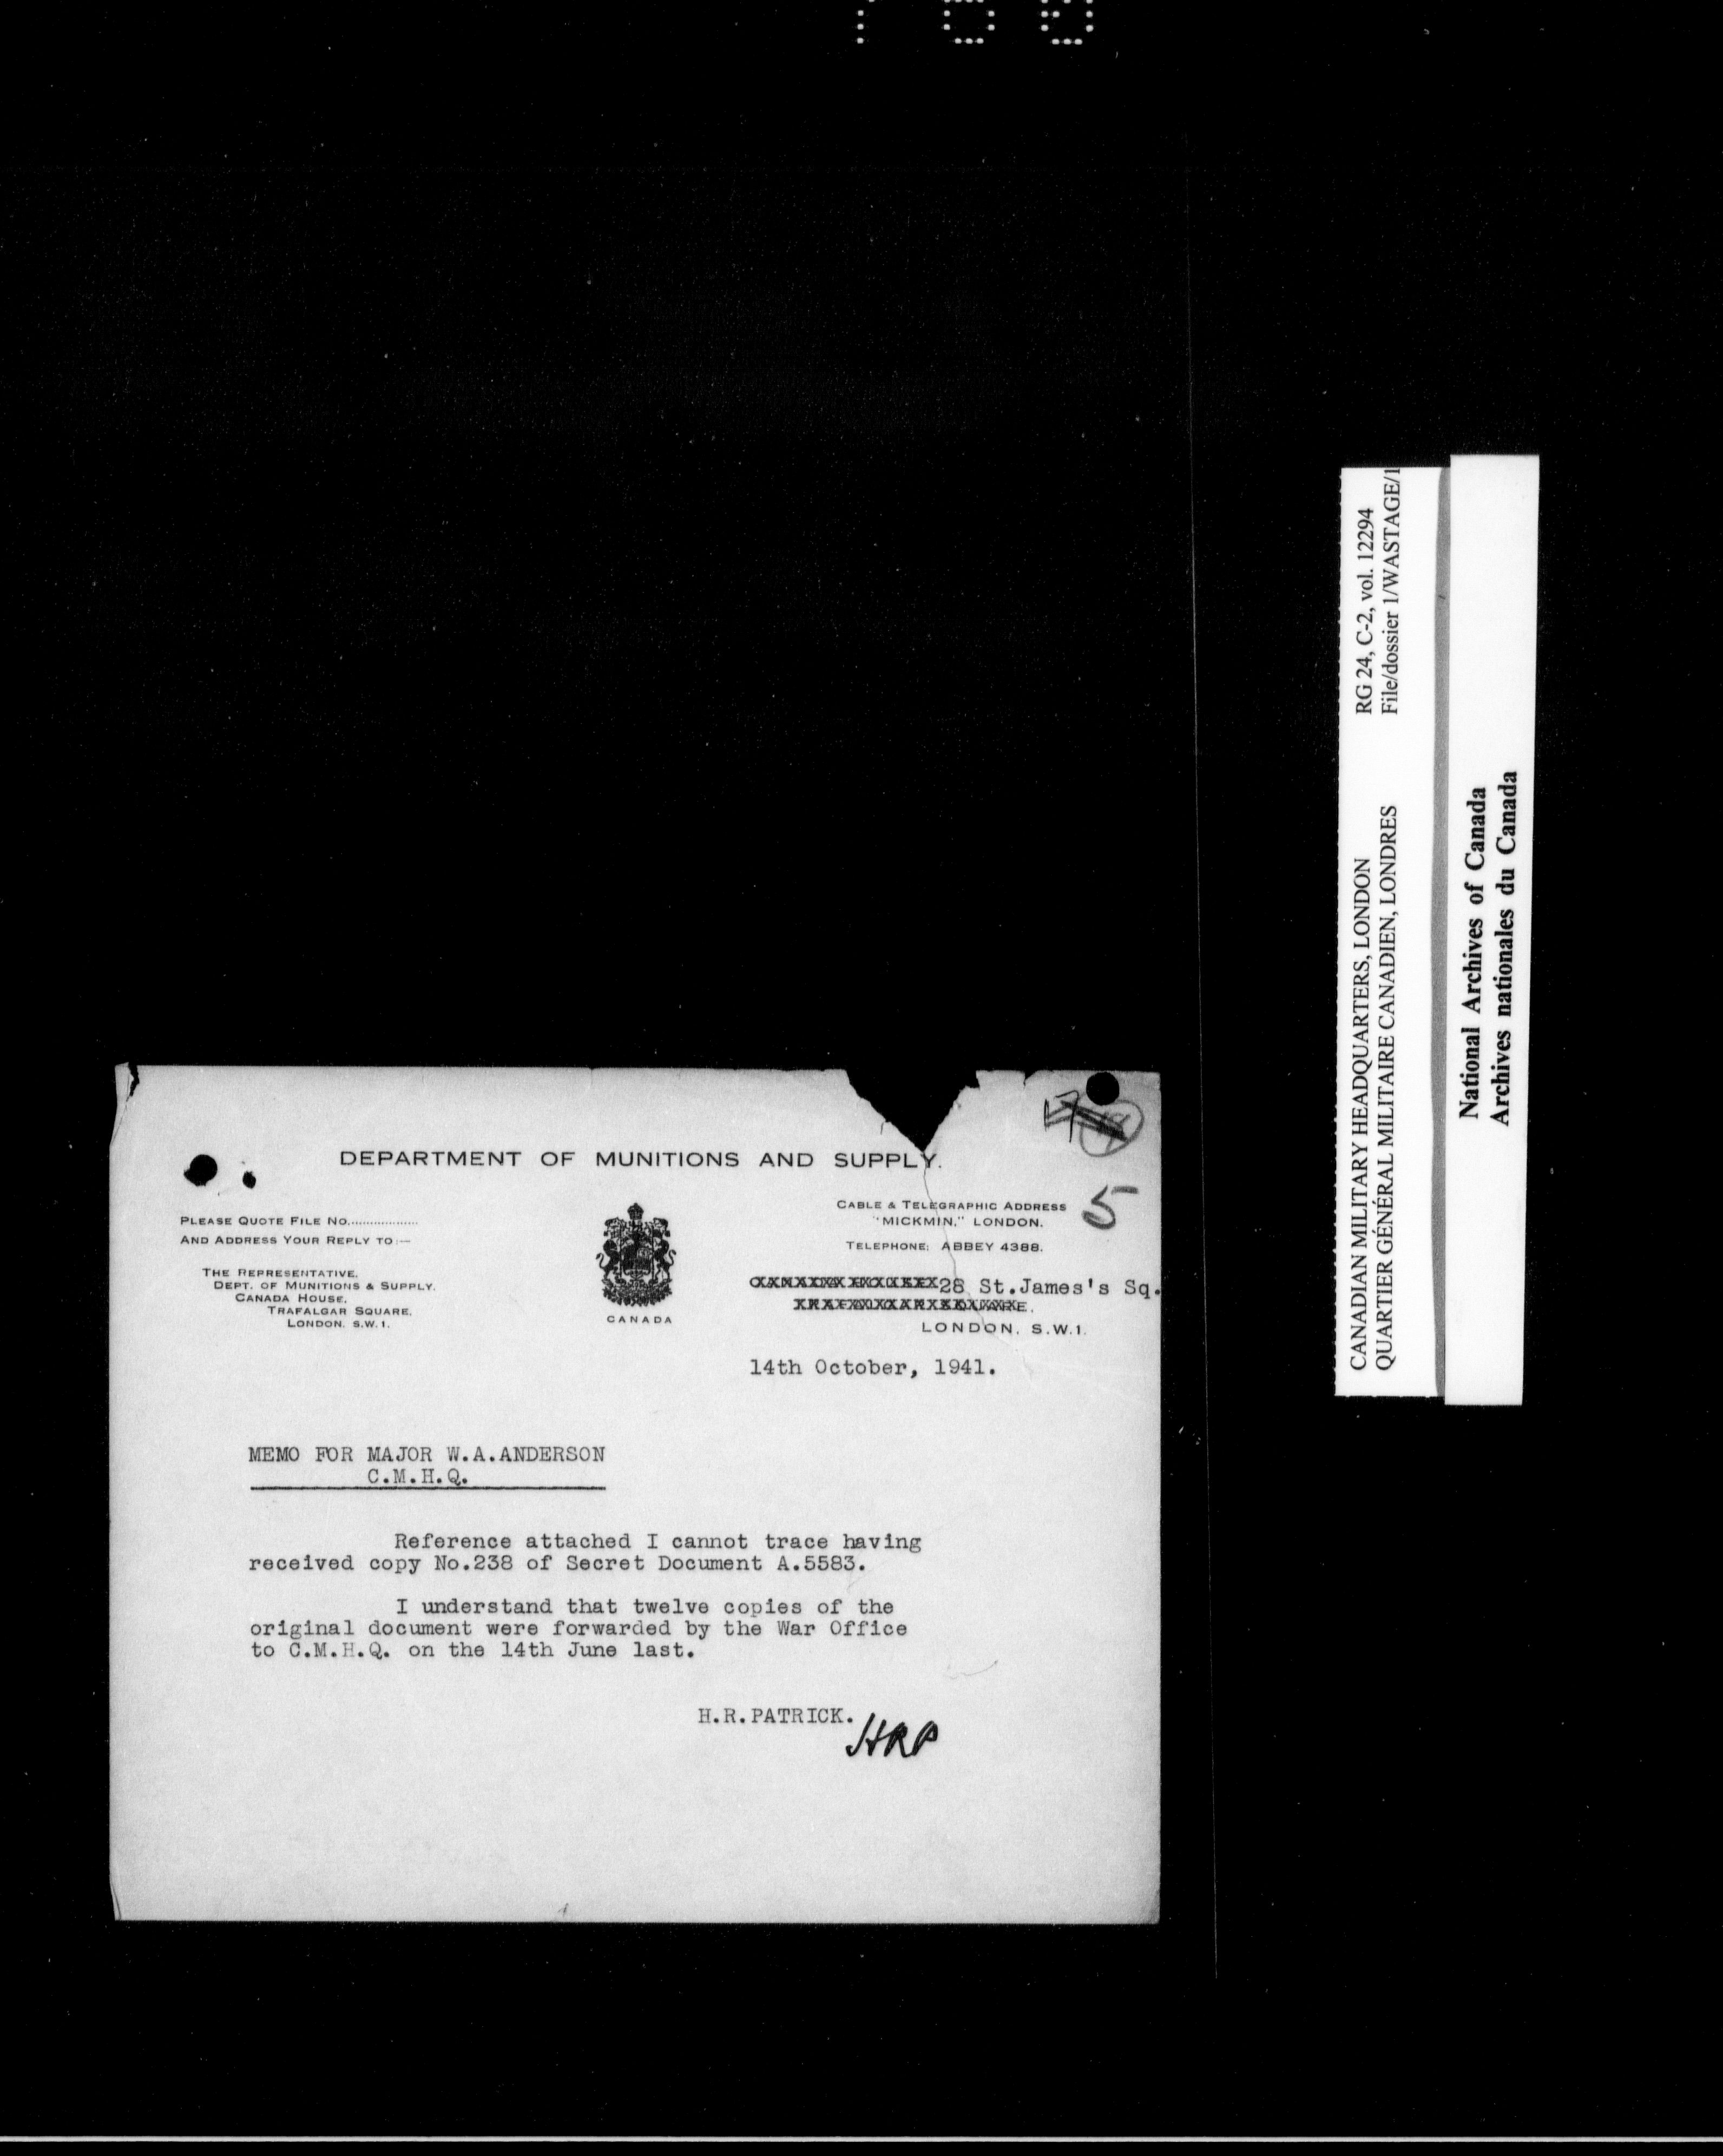 DEPARTMENT OF MUNITIONS AND SUPPLY.
5
PLEASE QUOTE FILE NO...................
AND ADDRESS YOUR REPLY TO:—
THE REPRESENTATIVE,
DEPT. OF MUNITIONS & SUPPLY,
CANADA HOUSE,
TRAFALGAR SQUARE,
LONDON, S.W.1.
CANADA
CABLE & TELEGRAPHIC ADDRESS
"MICKMIN," LONDON.
TELEPHONE: ABBEY 4388.
28 St.James's Sq.
LONDON, S.W.1.
14th October, 1941.
MEMO FOR MAJOR W.A.ANDERSON
C.M.H.Q.
Reference attached I cannot trace having
received copy No.238 of Secret Document A.5583.
I understand that twelve copies of the
original document were forwarded by the War Office
to C.M.H.Q. on the 14th June last.
H.R.PATRICK.
HRP
CANADIAN MILITARY HEADQUARTERS, LONDON
QUARTIER GÉNÉRAL MILITAIRE CANADIEN, LONDRES
RG 24, C-2, vol. 12294
File/dossier 1/WASTAGE/1
National Archives of Canada
Archives nationales du Canada